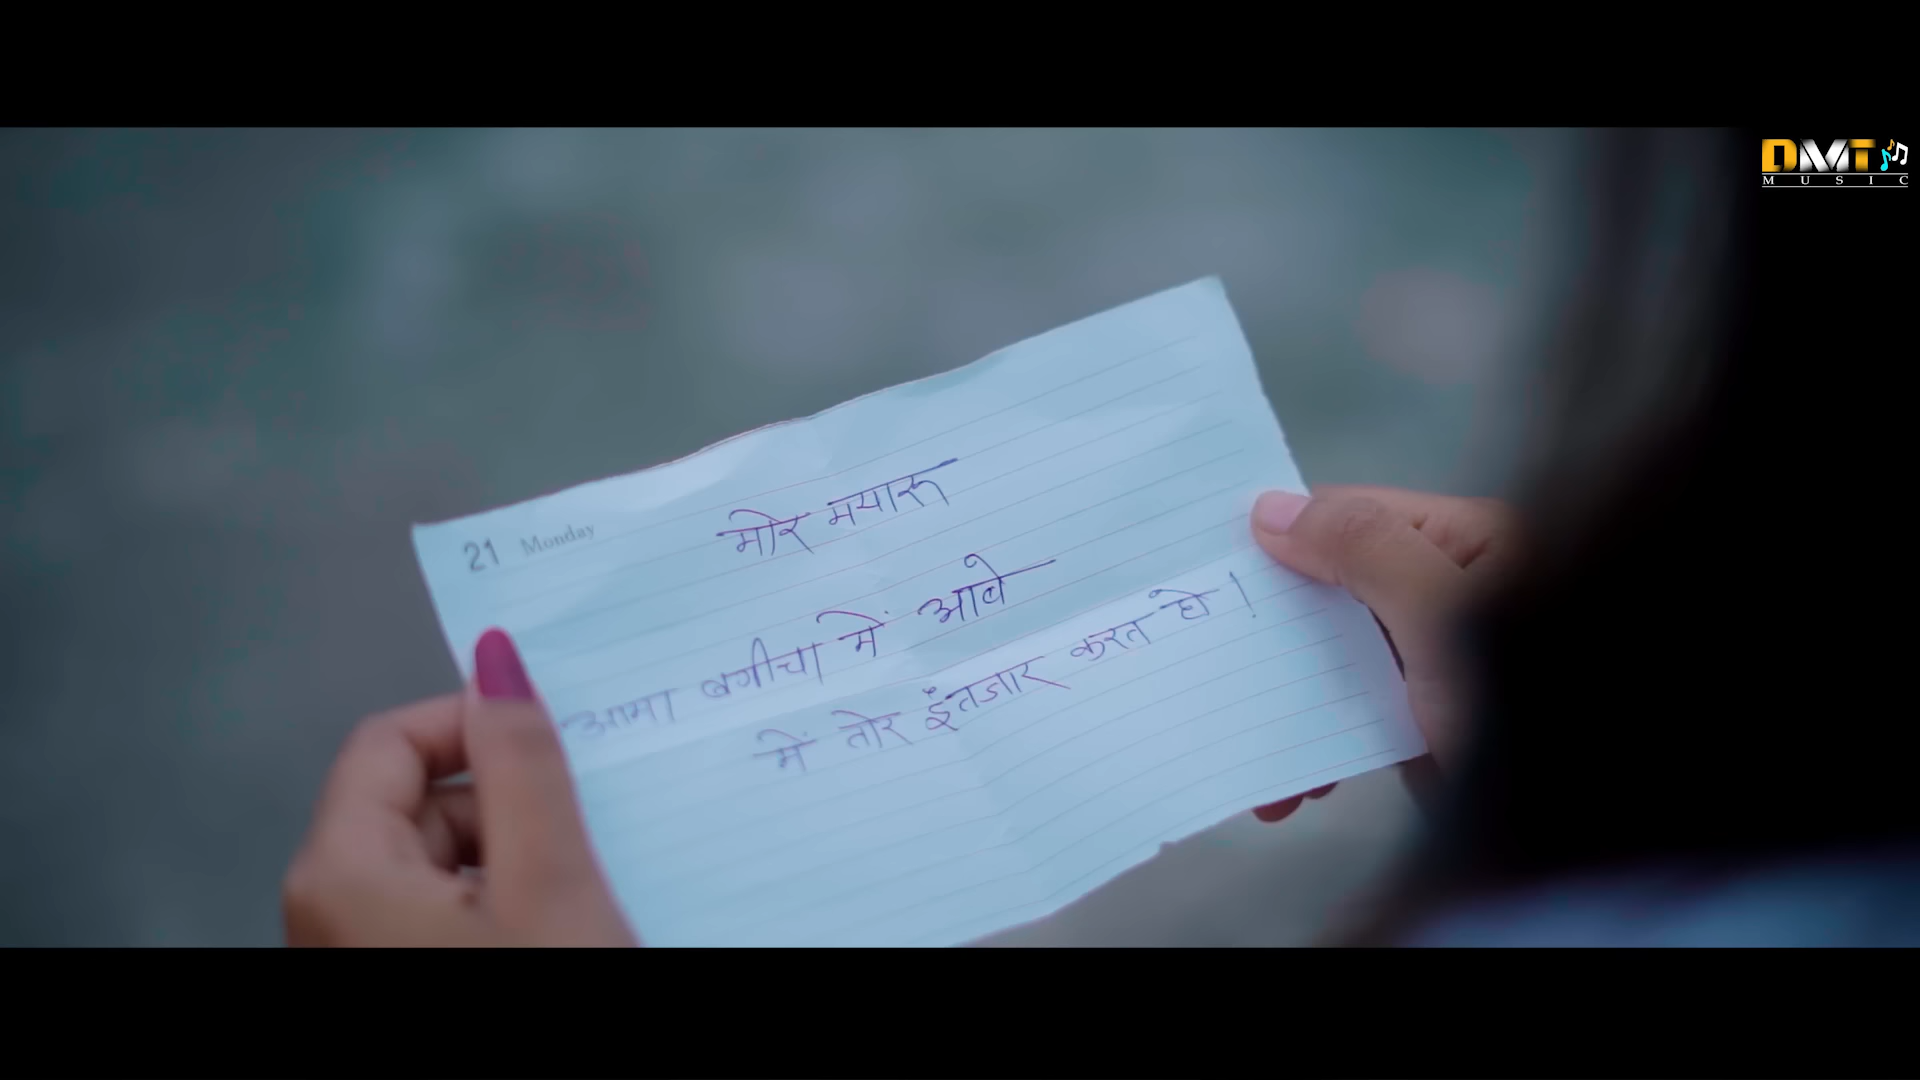 DMT
MUSIC
21 Monday
मोर मयारू
आमा बगीचा में आबे
में तोर इंतजार करत हो।